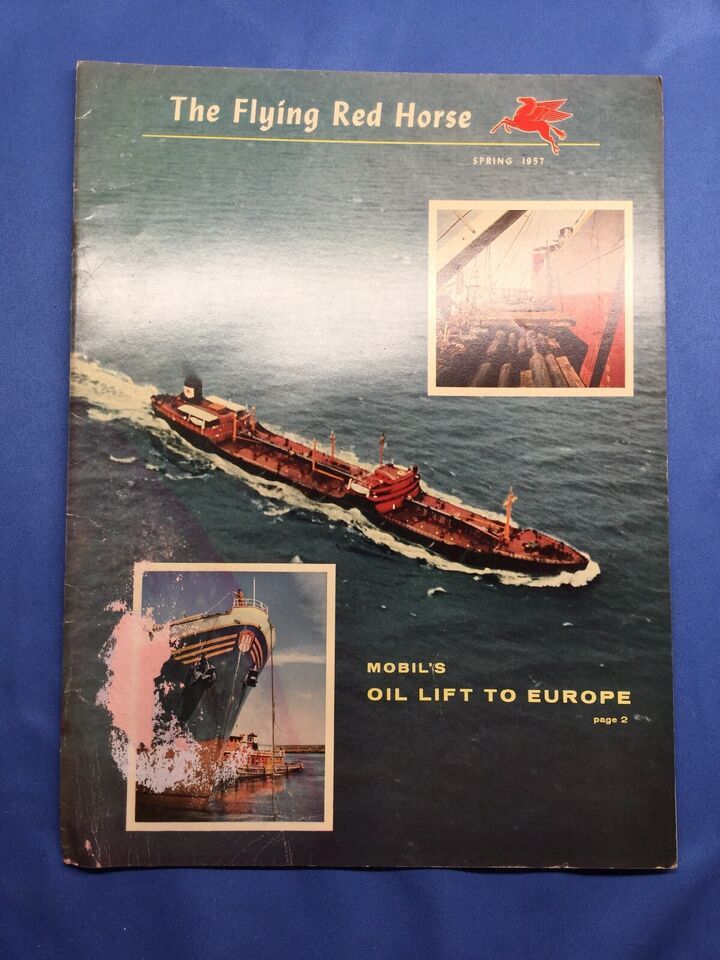 The Flying Red Horse
SPRING 1957
MOBIL'S
OIL LIFT TO EUROPE
page 2